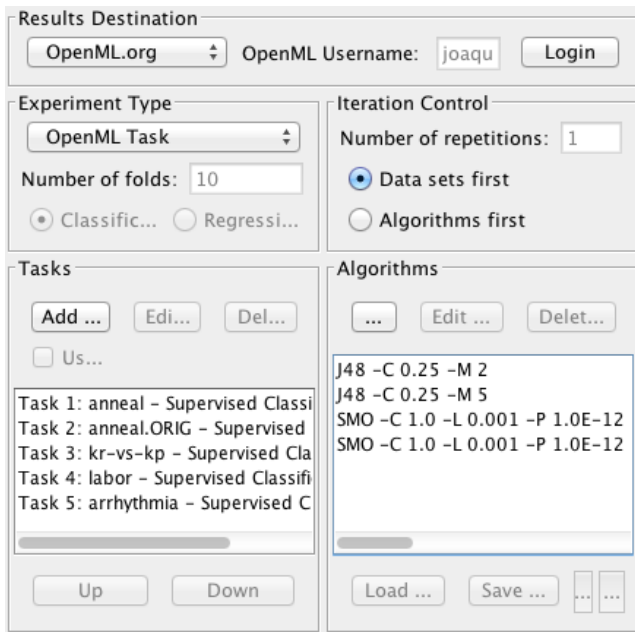 Results Destination
OpenML.org OpenML Username: joaqu Login
Experiment Type
OpenML Task
Number of folds: 10
Classific... Regressi...
Iteration Control
Number of repetitions: 1
Data sets first
Algorithms first
Tasks
Add ... Edi... Del...
Us...
Task 1: anneal – Supervised Classi
Task 2: anneal.ORIG – Supervised
Task 3: kr-vs-kp – Supervised Cla
Task 4: labor – Supervised Classifi
Task 5: arrhythmia – Supervised C
Up Down
Algorithms
... Edit ... Delet...
J48 -C 0.25 -M 2
J48 -C 0.25 -M 5
SMO -C 1.0 -L 0.001 -P 1.0E-12
SMO -C 1.0 -L 0.001 -P 1.0E-12
Load ... Save ... ... ...